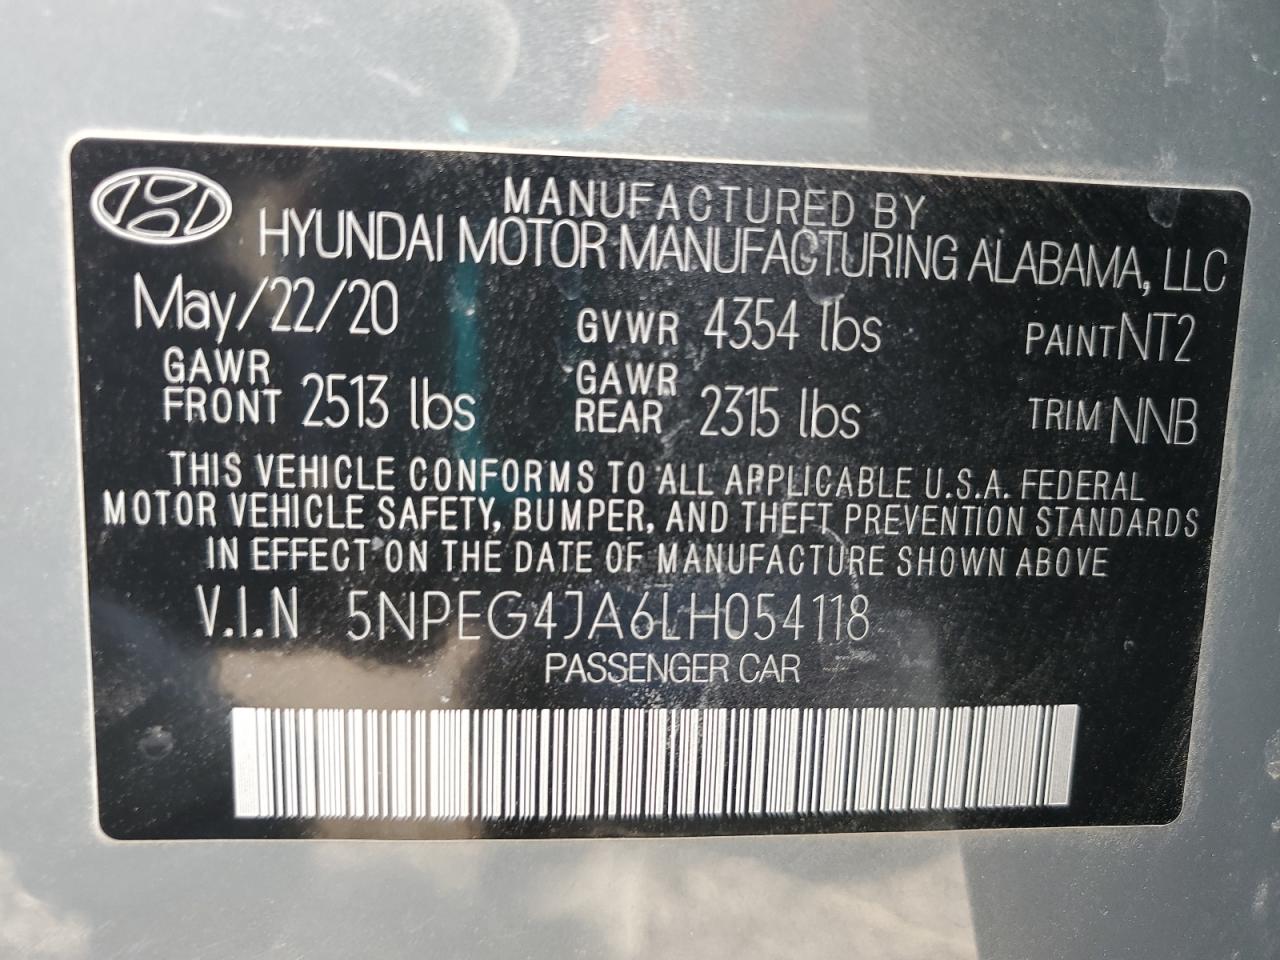 MANUFACTURED BY
HYUNDAI MOTOR MANUFACTURING ALABAMA, LLC
May/22/20 GVWR 4354 lbs PAINT NT2
GAWR FRONT 2513 lbs GAWR REAR 2315 lbs TRIM NNB
THIS VEHICLE CONFORMS TO ALL APPLICABLE U.S.A. FEDERAL
MOTOR VEHICLE SAFETY, BUMPER, AND THEFT PREVENTION STANDARDS
IN EFFECT ON THE DATE OF MANUFACTURE SHOWN ABOVE
V.I.N 5NPEG4JA6LH054118
PASSENGER CAR